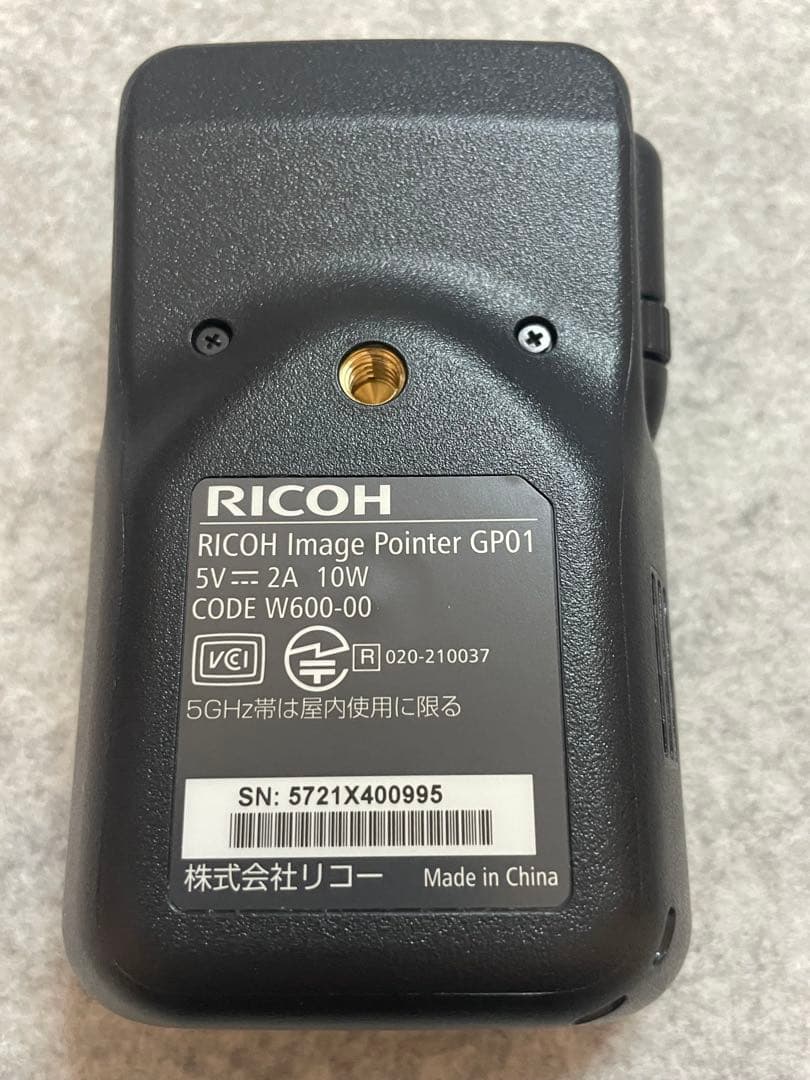 RICOH
RICOH Image Pointer GP01
5V⎓2A 10W
CODE W600-00
VCI R 020-210037
5GHz帯は屋内使用に限る
SN: 5721X400995
株式会社リコー Made in China